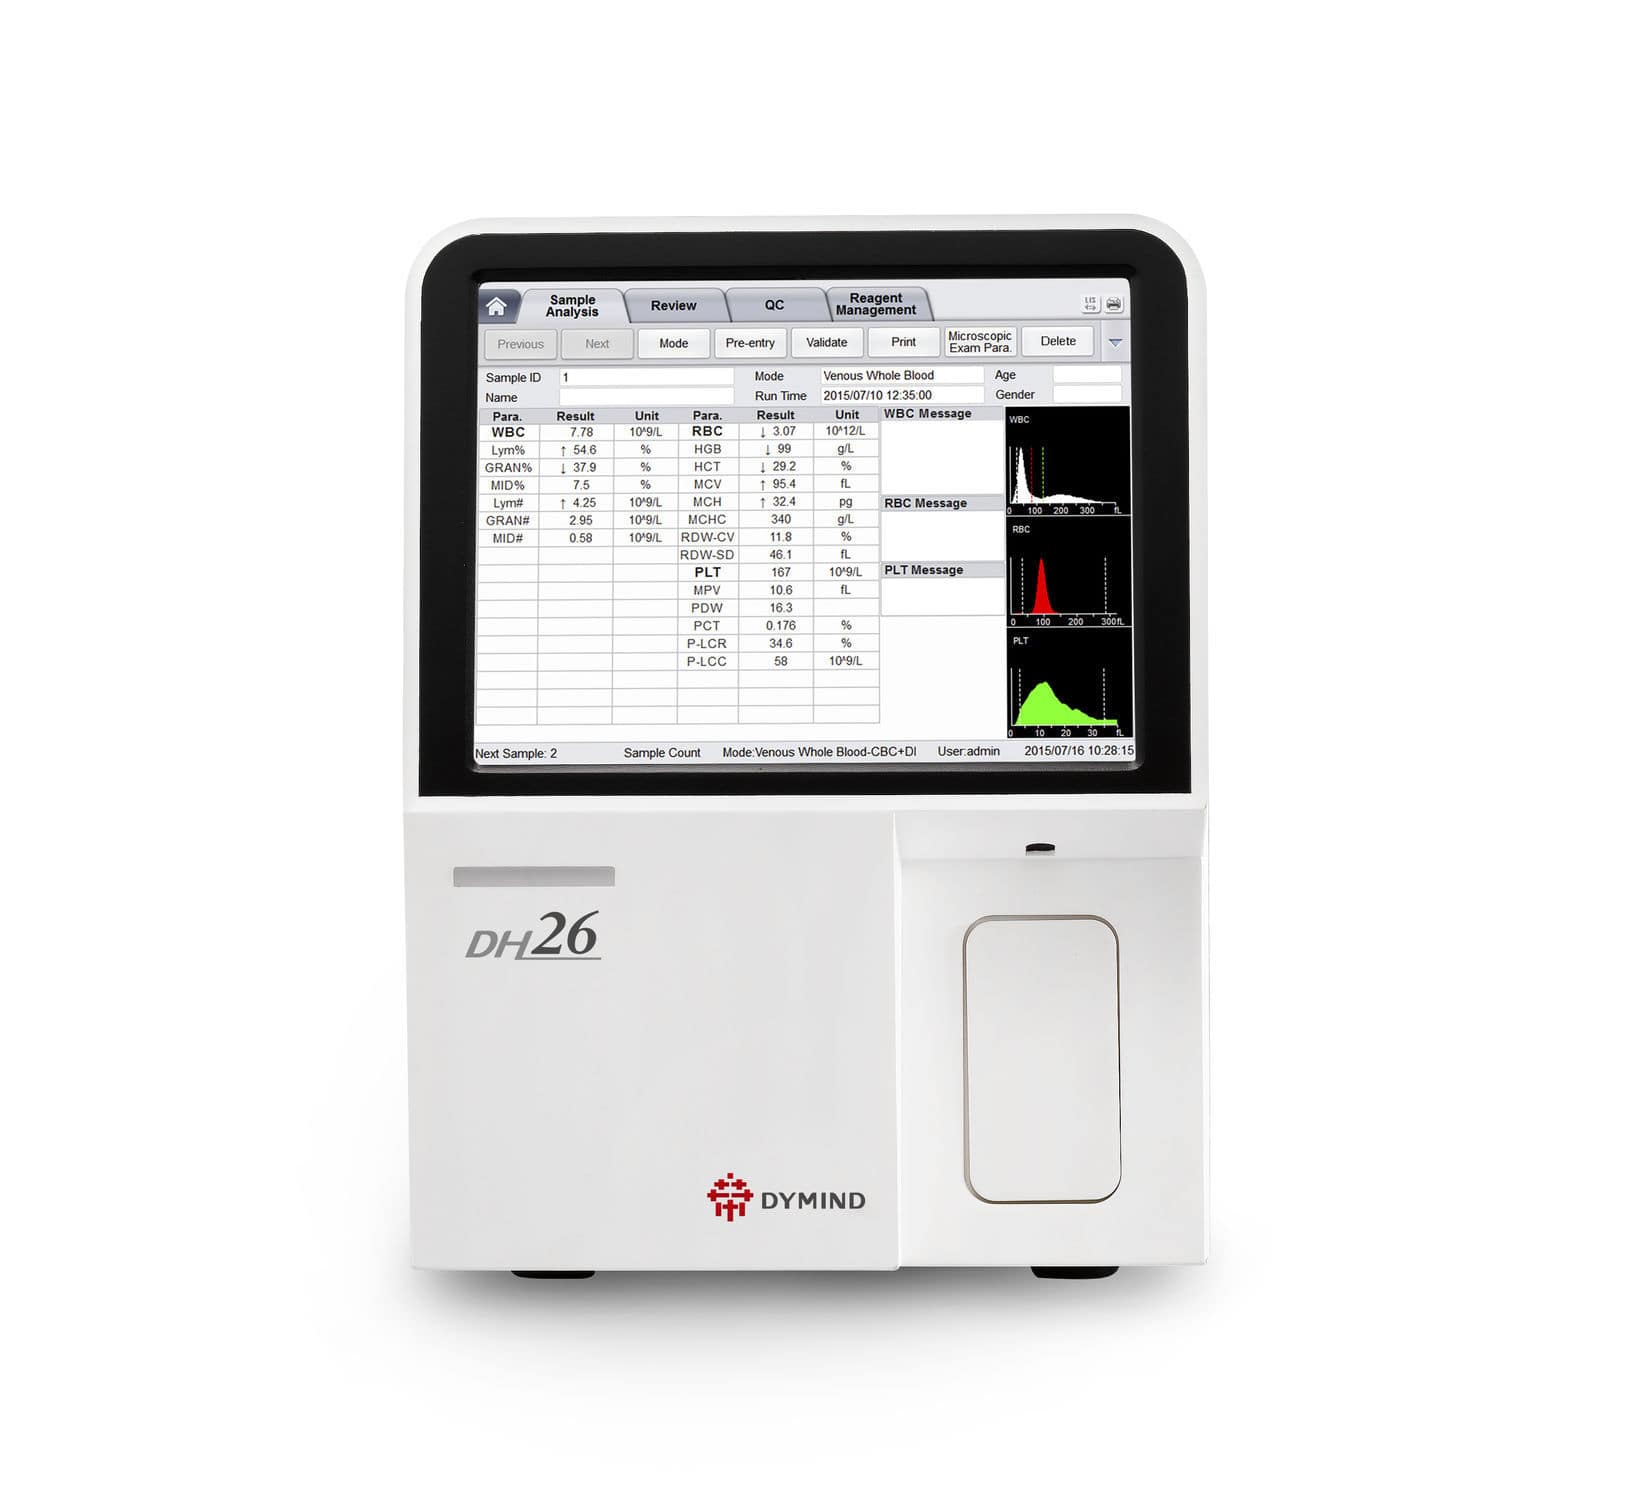 Sample Analysis Review QC Reagent Management LIS
Previous Next Mode Pre-entry Validate Print Microscopic Exam Para. Delete
Sample ID 1 Mode Venous Whole Blood Age
Name Run Time 2015/07/10 12:35:00 Gender
Para. Result Unit Para. Result Unit WBC Message
WBC 7.78 10^9/L RBC ↓ 3.07 10^12/L
Lym% ↑ 54.6 % HGB ↓ 99 g/L
GRAN% ↓ 37.9 % HCT ↓ 29.2 %
MID% 7.5 % MCV ↑ 95.4 fL
Lym# ↑ 4.25 10^9/L MCH ↑ 32.4 pg RBC Message
GRAN# 2.95 10^9/L MCHC 340 g/L
MID# 0.58 10^9/L RDW-CV 11.8 %
RDW-SD 46.1 fL
PLT 167 10^9/L PLT Message
MPV 10.6 fL
PDW 16.3
PCT 0.176 %
P-LCR 34.6 %
P-LCC 58 10^9/L
WBC
0 100 200 300 fL
RBC
0 100 200 300fL
PLT
0 10 20 30 fL
Next Sample: 2 Sample Count Mode:Venous Whole Blood-CBC+DI User:admin 2015/07/16 10:28:15
DH26
DYMIND